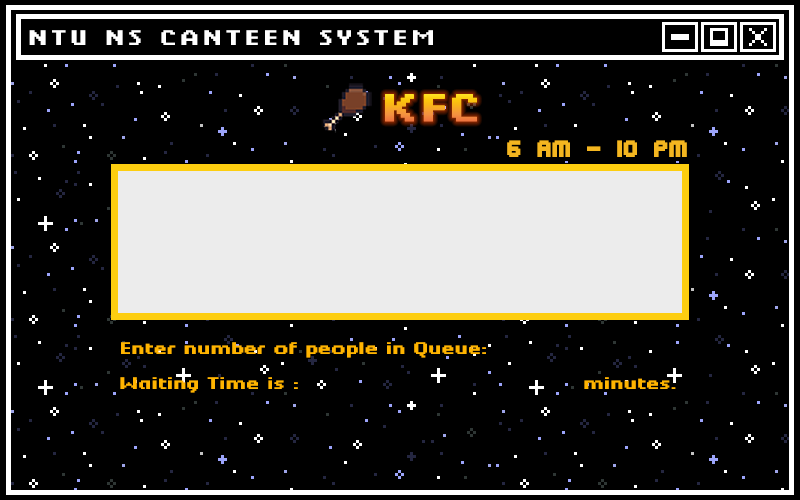 NTU NS CANTEEN SYSTEM
KFC
6 AM - 10 PM
Enter number of people in Queue:
Waiting Time is : minutes.